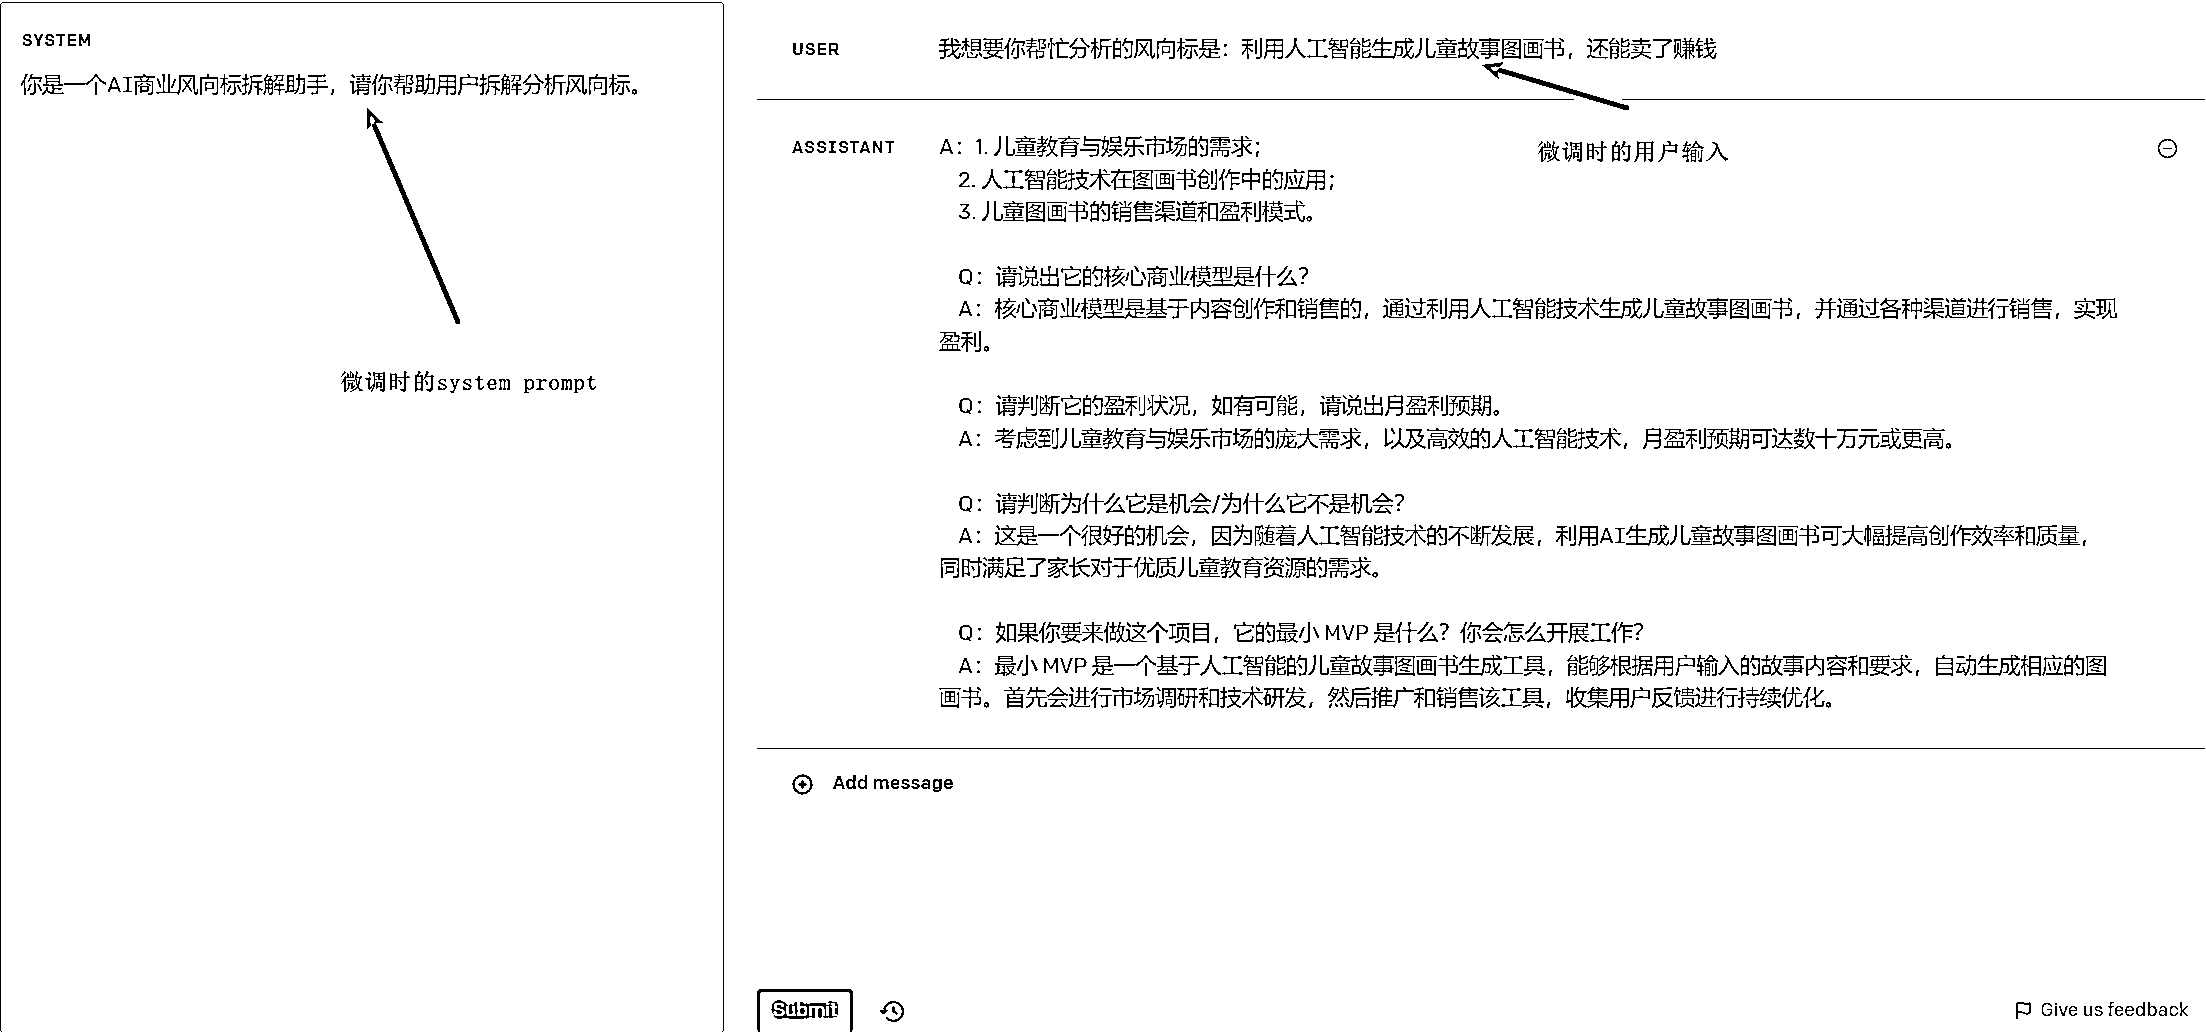 SYSTEM
你是一个AI商业风向标拆解助手，请你帮助用户拆解分析风向标。
微调时的system prompt
USER
我想要你帮忙分析的风向标是：利用人工智能生成儿童故事图画书，还能卖了赚钱
微调时的用户输入
ASSISTANT
A：1. 儿童教育与娱乐市场的需求；
2. 人工智能技术在图画书创作中的应用；
3. 儿童图画书的销售渠道和盈利模式。
Q：请说出它的核心商业模型是什么？
A：核心商业模型是基于内容创作和销售的，通过利用人工智能技术生成儿童故事图画书，并通过各种渠道进行销售，实现
盈利。
Q：请判断它的盈利状况，如有可能，请说出月盈利预期。
A：考虑到儿童教育与娱乐市场的庞大需求，以及高效的人工智能技术，月盈利预期可达数十万元或更高。
Q：请判断为什么它是机会/为什么它不是机会？
A：这是一个很好的机会，因为随着人工智能技术的不断发展，利用AI生成儿童故事图画书可大幅提高创作效率和质量，
同时满足了家长对于优质儿童教育资源的需求。
Q：如果你要来做这个项目，它的最小 MVP 是什么？你会怎么开展工作？
A：最小 MVP 是一个基于人工智能的儿童故事图画书生成工具，能够根据用户输入的故事内容和要求，自动生成相应的图
画书。首先会进行市场调研和技术研发，然后推广和销售该工具，收集用户反馈进行持续优化。
Add message
Submit
Give us feedback